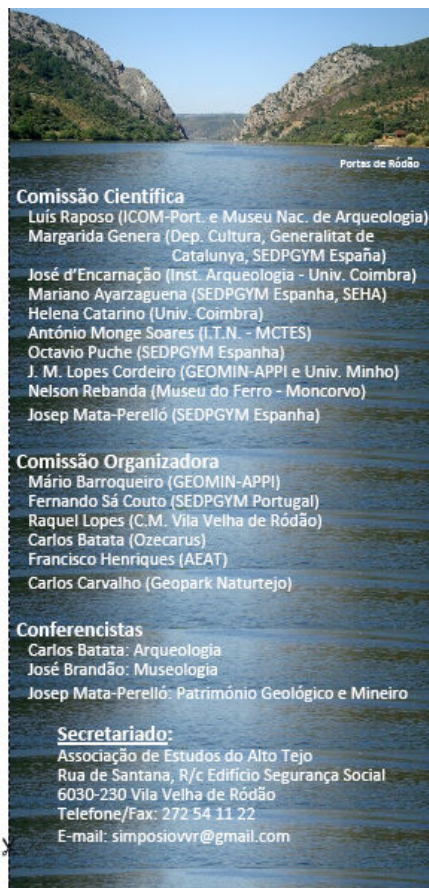 Portas de Ródão
Comissão Científica
Luís Raposo (ICOM-Port. e Museu Nac. de Arqueologia)
Margarida Genera (Dep. Cultura, Generalitat de
Catalunya, SEDPGYM España)
José d'Encarnação (Inst. Arqueologia - Univ. Coimbra)
Mariano Ayarzaguena (SEDPGYM Espanha, SEHA)
Helena Catarino (Univ. Coimbra)
António Monge Soares (I.T.N. - MCTES)
Octavio Puche (SEDPGYM Espanha)
J. M. Lopes Cordeiro (GEOMIN-APPI e Univ. Minho)
Nelson Rebanda (Museu do Ferro - Moncorvo)
Josep Mata-Perelló (SEDPGYM Espanha)
Comissão Organizadora
Mário Barroqueiro (GEOMIN-APPI)
Fernando Sá Couto (SEDPGYM Portugal)
Raquel Lopes (C.M. Vila Velha de Ródão)
Carlos Batata (Ozecarus)
Francisco Henriques (AEAT)
Carlos Carvalho (Geopark Naturtejo)
Conferencistas
Carlos Batata: Arqueologia
José Brandão: Museologia
Josep Mata-Perelló: Património Geológico e Mineiro
Secretariado:
Associação de Estudos do Alto Tejo
Rua de Santana, R/c Edifício Segurança Social
6030-230 Vila Velha de Ródão
Telefone/Fax: 272 54 11 22
E-mail: simposiovvr@gmail.com